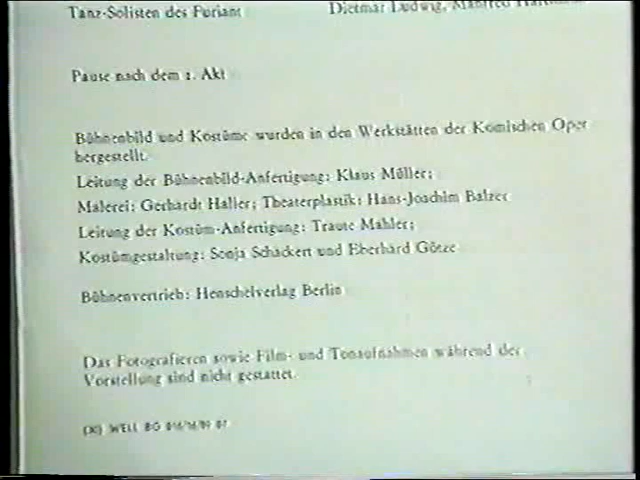 Tanz-Solisten des Furiant Dietmar Ludwig, Manfred
Pause nach dem 1. Akt
Bühnenbild und Kostüme wurden in den Werkstätten der Komischen Oper
hergestellt.
Leitung der Bühnenbild-Anfertigung: Klaus Müller;
Malerei: Gerhardt Haller; Theaterplastik: Hans-Joachim Balzer
Leitung der Kostüm-Anfertigung: Traute Mahler;
Kostümgestaltung: Sonja Schackert und Eberhard Götze
Bühnenvertrieb: Henschelverlag Berlin
Das Fotografieren sowie Film- und Tonaufnahmen während der
Vorstellung sind nicht gestattet.
WELL BG